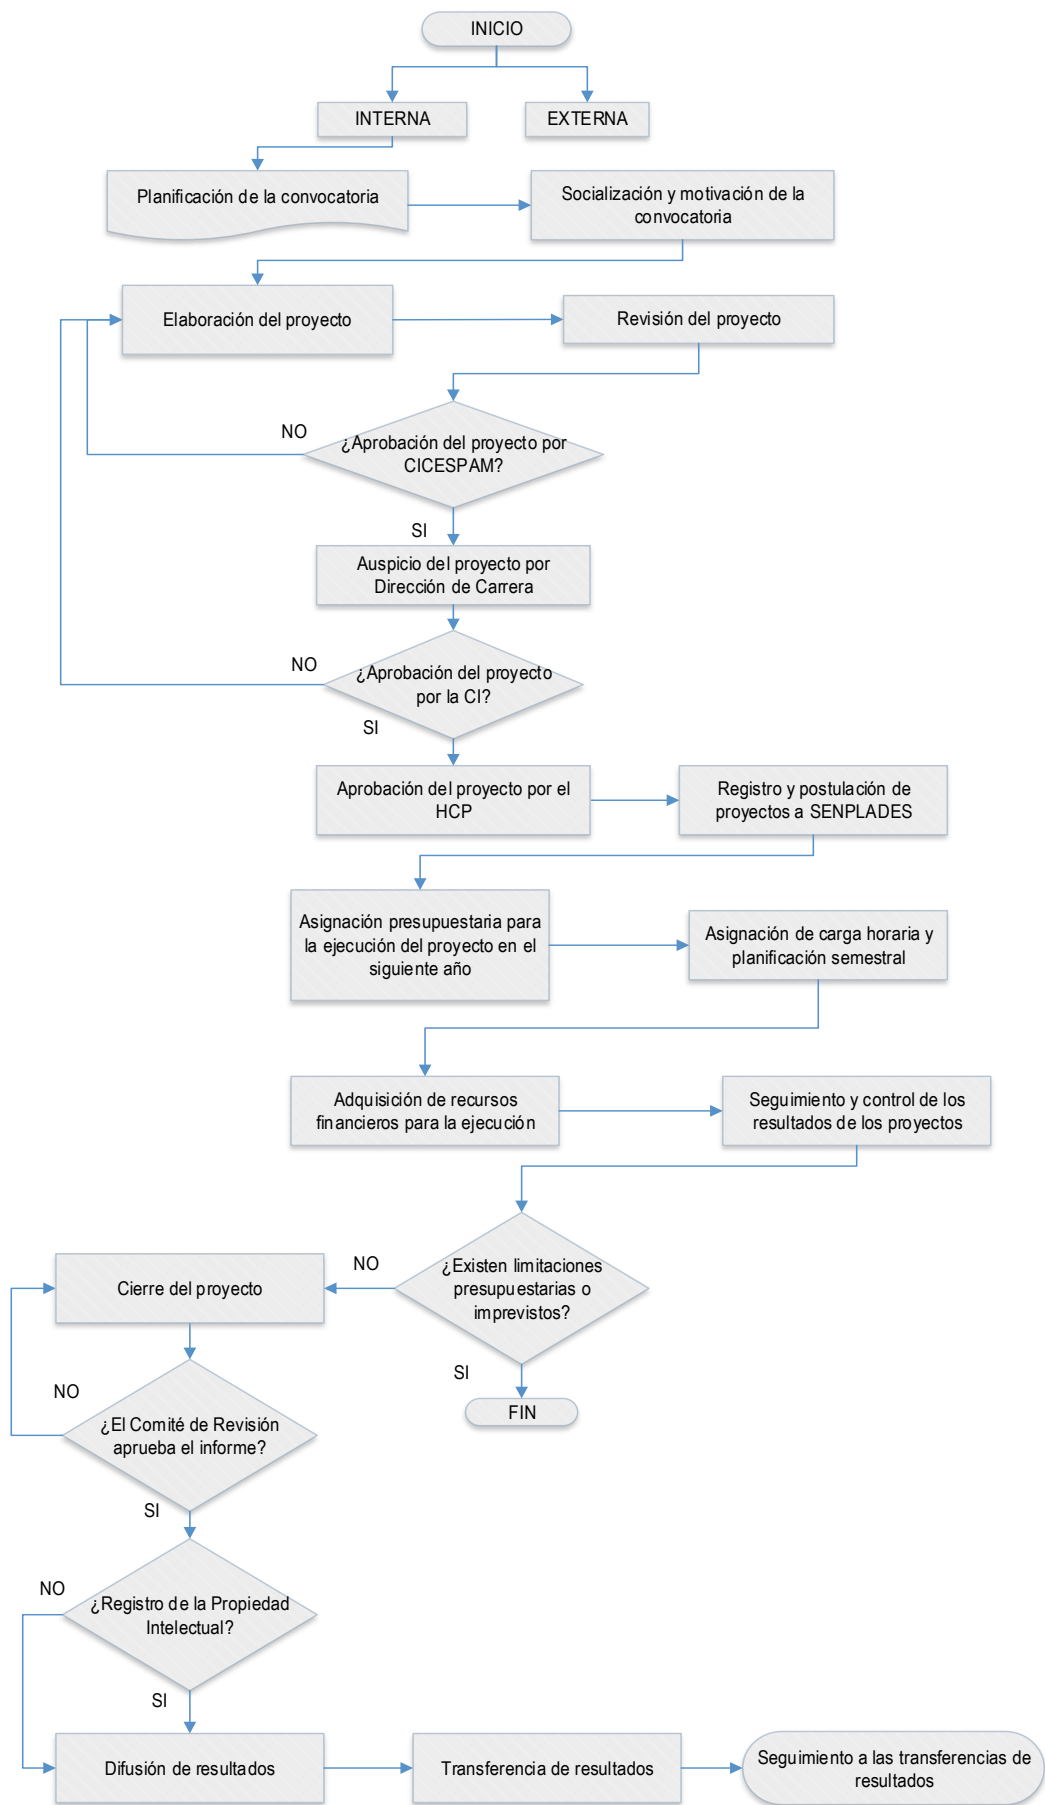 INICIO
INTERNA
EXTERNA
Planificación de la convocatoria
Socialización y motivación de la
convocatoria
Elaboración del proyecto
Revisión del proyecto
NO
¿Aprobación del proyecto por
CICESPAM?
SI
Auspicio del proyecto por
Dirección de Carrera
NO
¿Aprobación del proyecto
por la CI?
SI
Aprobación del proyecto por el
HCP
Registro y postulación de
proyectos a SENPLADES
Asignación presupuestaria para
la ejecución del proyecto en el
siguiente año
Asignación de carga horaria y
planificación semestral
Adquisición de recursos
financieros para la ejecución
Seguimiento y control de los
resultados de los proyectos
NO
¿Existen limitaciones
presupuestarias o
imprevistos?
Cierre del proyecto
SI
FIN
NO
¿El Comité de Revisión
aprueba el informe?
SI
NO
¿Registro de la Propiedad
Intelectual?
SI
Difusión de resultados
Transferencia de resultados
Seguimiento a las transferencias de
resultados